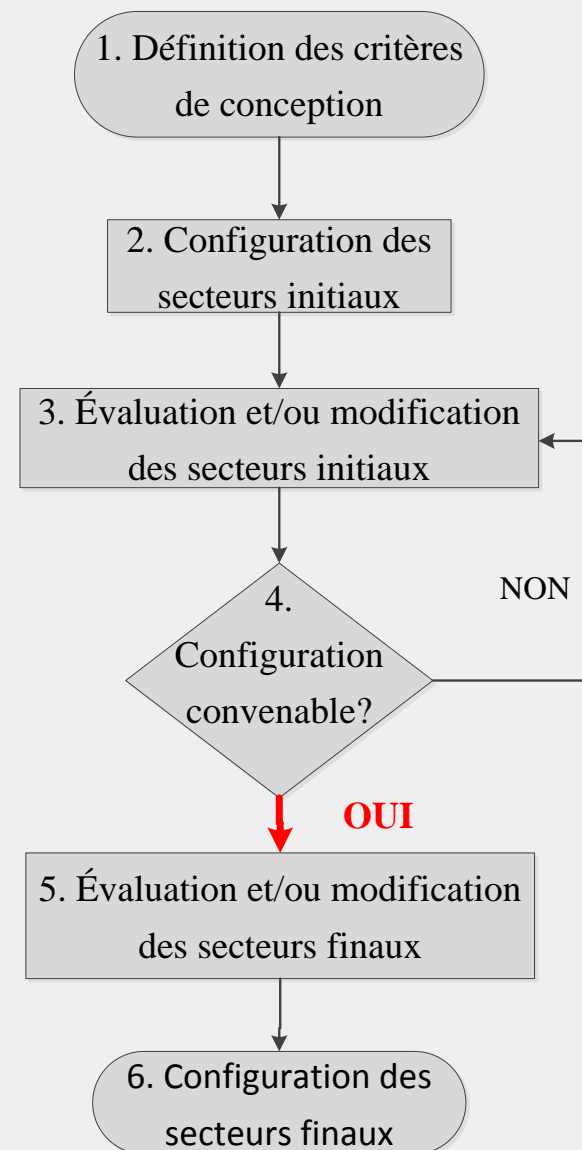 1. Définition des critères
de conception
2. Configuration des
secteurs initiaux
3. Évaluation et/ou modification
des secteurs initiaux
4.
Configuration
convenable?
NON
OUI
5. Évaluation et/ou modification
des secteurs finaux
6. Configuration des
secteurs finaux